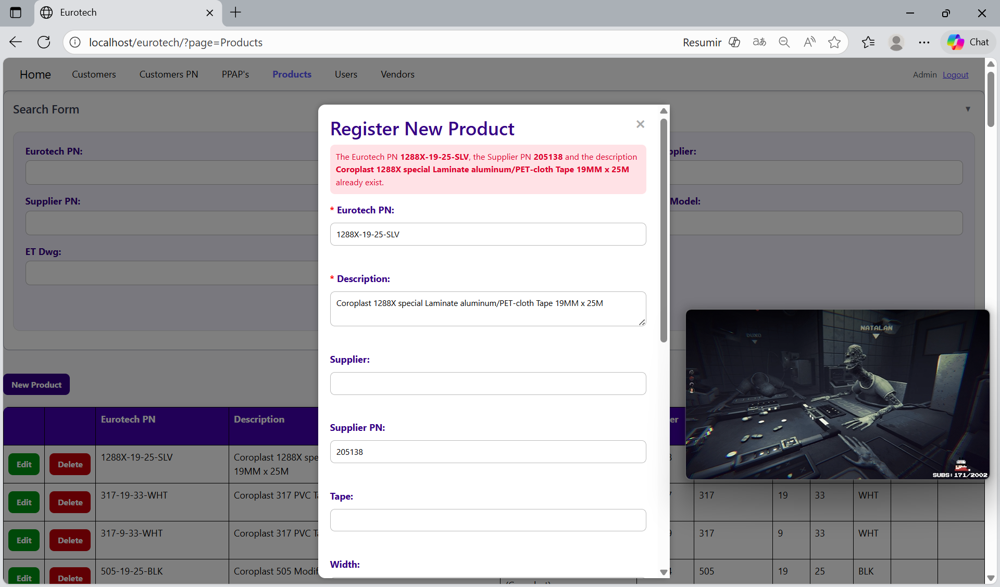 Eurotech
localhost/eurotech/?page=Products
Resumir
Chat
Home
Customers
Customers PN
PPAP's
Products
Users
Vendors
Admin
Logout
Search Form
Eurotech PN:
Supplier PN:
Model:
ET Dwg:
Register New Product
The Eurotech PN 1288X-19-25-SLV, the Supplier PN 205138 and the description
Coroplast 1288X special Laminate aluminum/PET-cloth Tape 19MM x 25M
already exist.
* Eurotech PN:
1288X-19-25-SLV
* Description:
Coroplast 1288X special Laminate aluminum/PET-cloth Tape 19MM x 25M
Supplier:
Supplier PN:
205138
Tape:
Width:
DUXO
NATALAN
SUBS:171/2002
New Product
Eurotech PN
Description
Edit
Delete
1288X-19-25-SLV
Coroplast 1288X spe
19MM x 25M
Edit
Delete
317-19-33-WHT
Coroplast 317 PVC
317
19
33
WHT
Edit
Delete
317-9-33-WHT
Coroplast 317 PVC
317
9
33
WHT
Edit
Delete
505-19-25-BLK
Coroplast 505 Modif
505
19
25
BLK